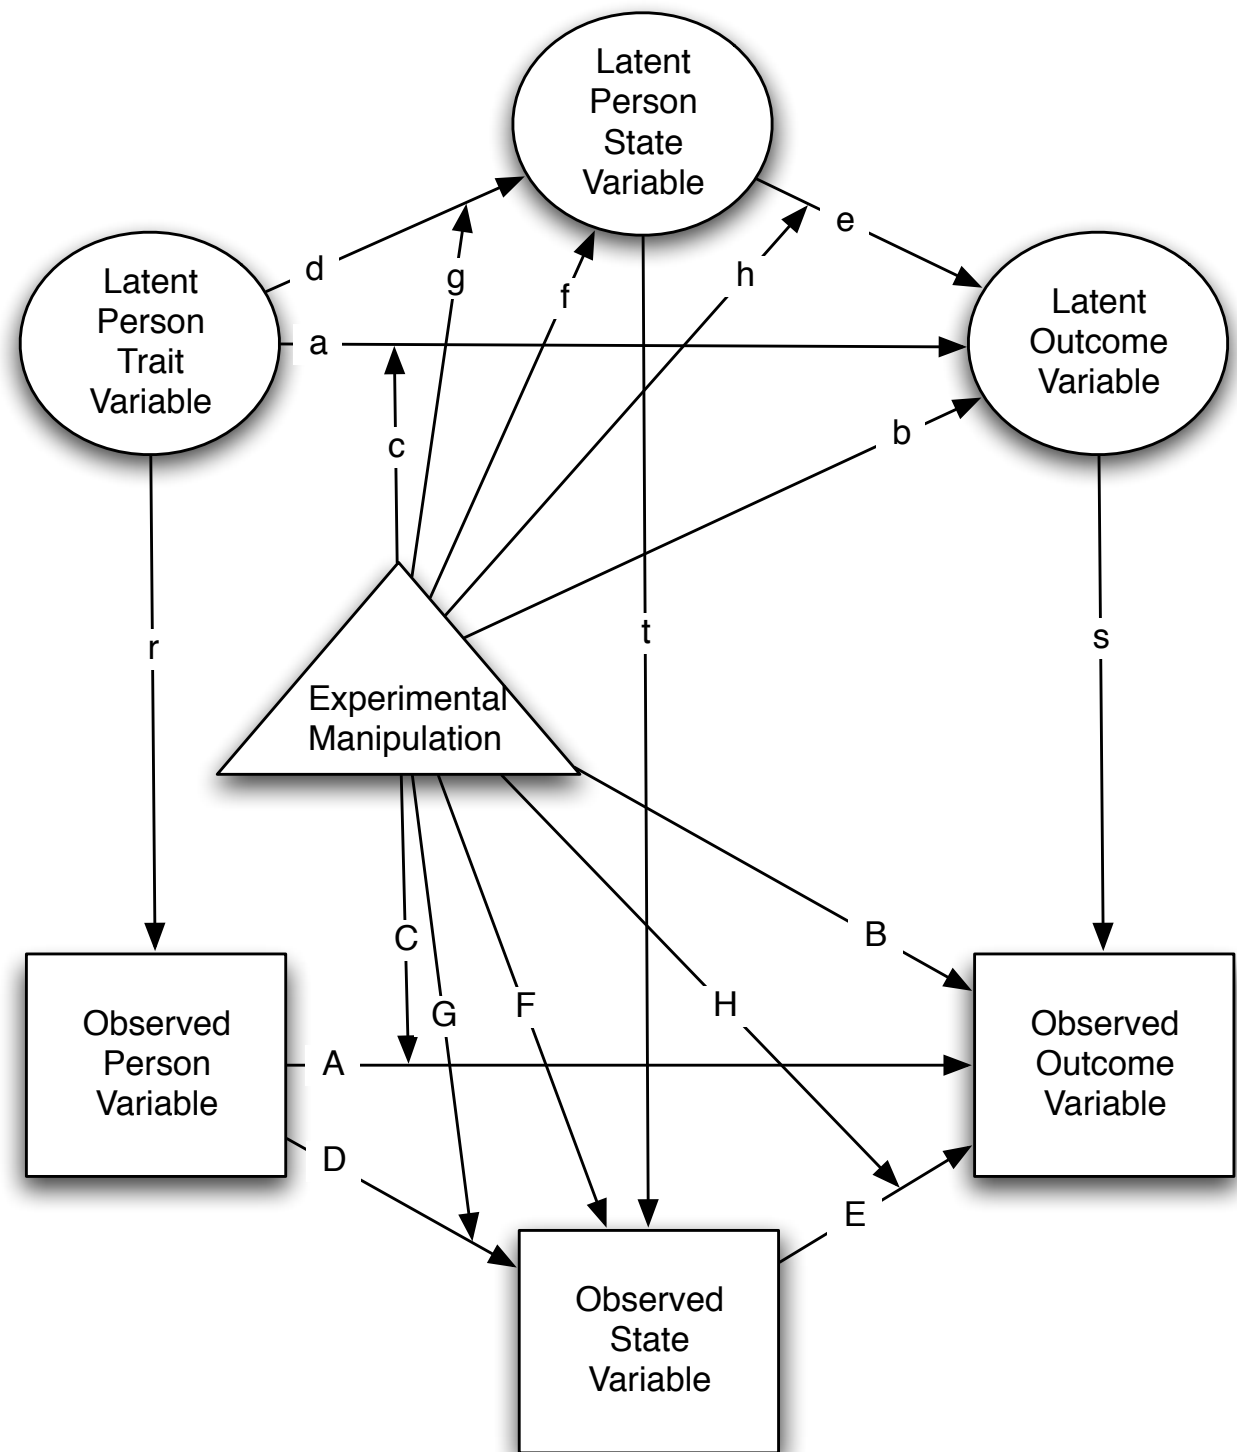 Latent
Person
State
Variable
d
g
f
h
e
Latent
Person
Trait
Variable
a
Latent
Outcome
Variable
c
b
r
t
s
Experimental
Manipulation
C
G
F
H
B
Observed
Person
Variable
A
D
Observed
Outcome
Variable
E
Observed
State
Variable